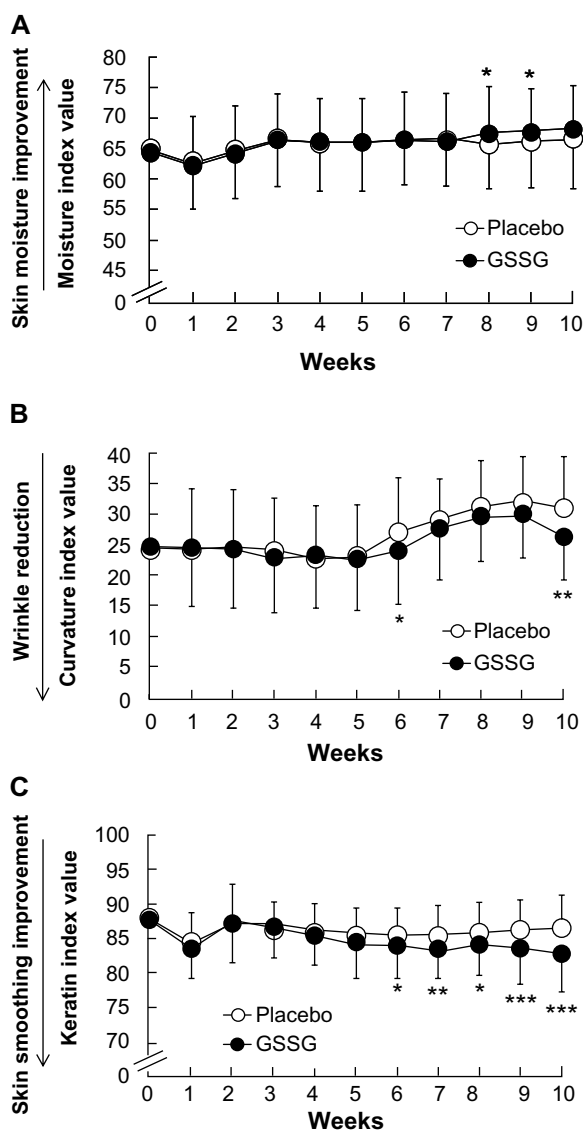 A
Skin moisture improvement
Moisture index value
80
75
70
65
60
55
50
45
0
* *
Placebo
GSSG
0 1 2 3 4 5 6 7 8 9 10
Weeks
B
Wrinkle reduction
Curvature index value
40
35
30
25
20
15
10
5
0
*
**
Placebo
GSSG
0 1 2 3 4 5 6 7 8 9 10
Weeks
C
Skin smoothing improvement
Keratin index value
100
95
90
85
80
75
70
0
* ** * *** ***
Placebo
GSSG
0 1 2 3 4 5 6 7 8 9 10
Weeks